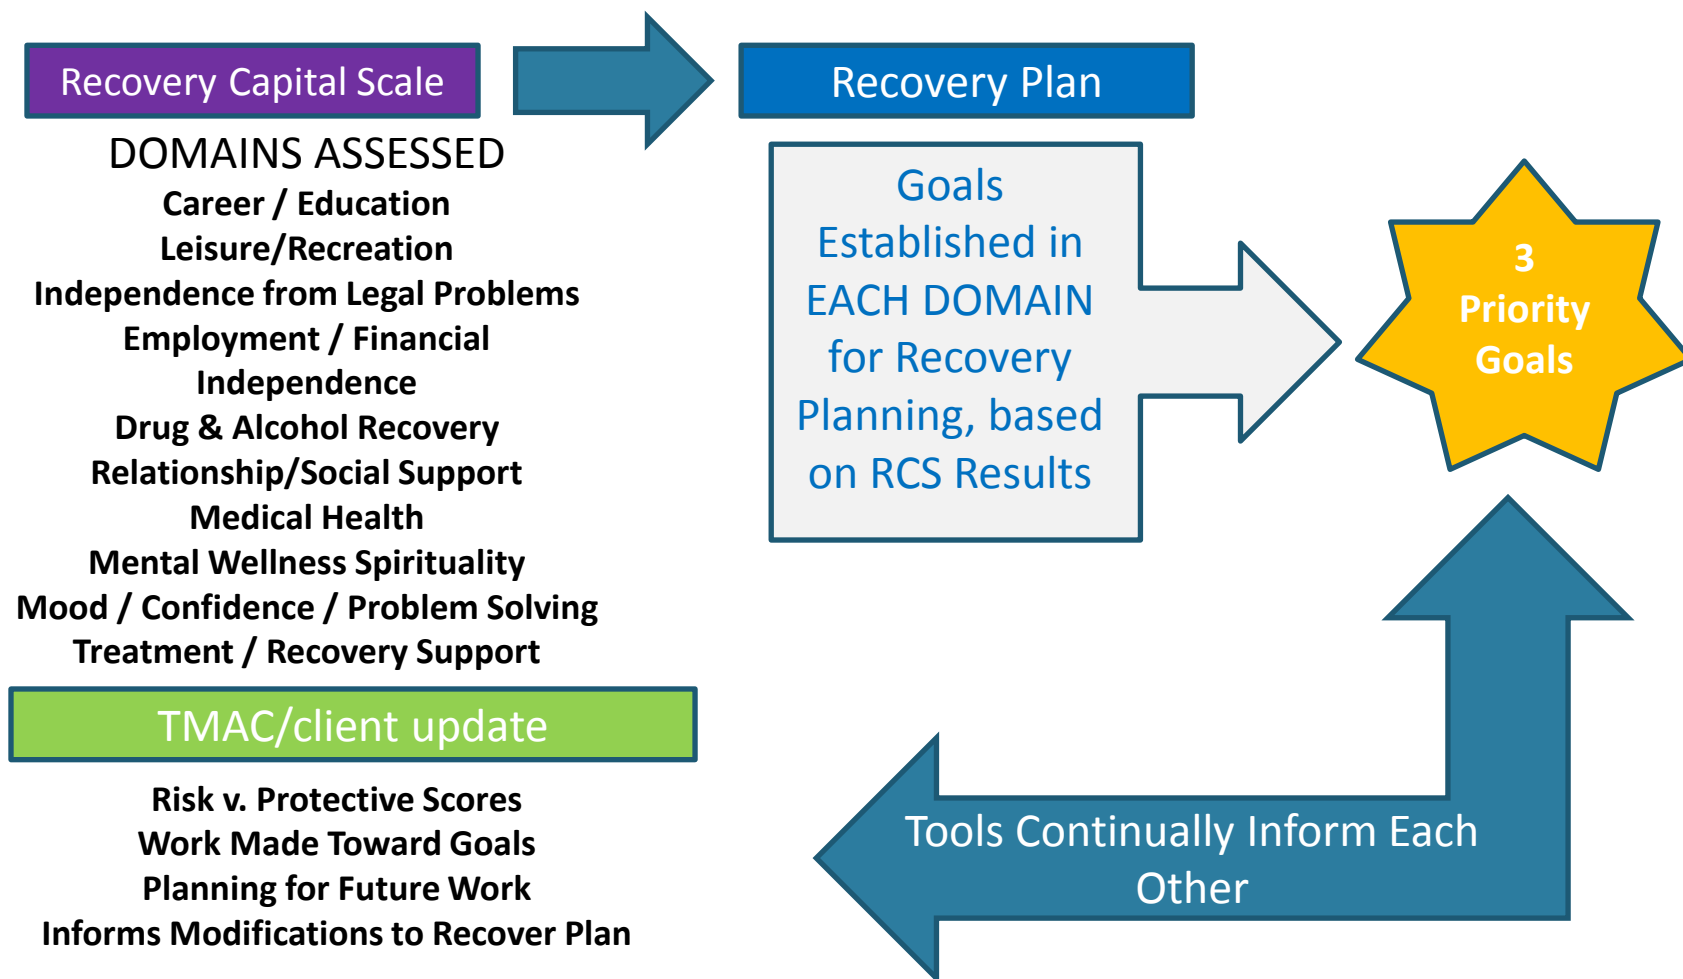 Recovery Capital Scale
DOMAINS ASSESSED
Career / Education
Leisure/Recreation
Independence from Legal Problems
Employment / Financial
Independence
Drug & Alcohol Recovery
Relationship/Social Support
Medical Health
Mental Wellness Spirituality
Mood / Confidence / Problem Solving
Treatment / Recovery Support
Recovery Plan
Goals
Established in
EACH DOMAIN
for Recovery
Planning, based
on RCS Results
3
Priority
Goals
TMAC/client update
Risk v. Protective Scores
Work Made Toward Goals
Planning for Future Work
Informs Modifications to Recover Plan
Tools Continually Inform Each
Other